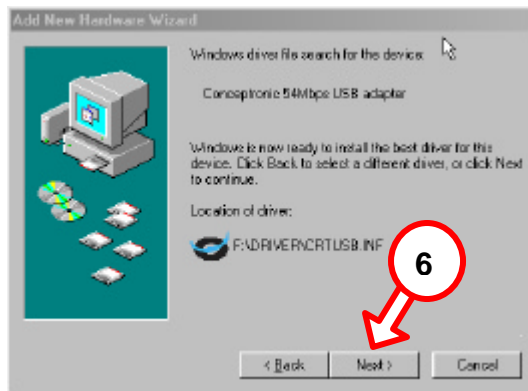 Add New Hardware Wizard
Windows driver file search for the device:
Conceptronic 54Mbps USB adapter
Windows is now ready to install the best driver for this
device. Click Back to select a different driver, or click Next
to continue.
Location of driver:
F:\DRIVER\CRTUSB.INF
6
< Back
Next >
Cancel